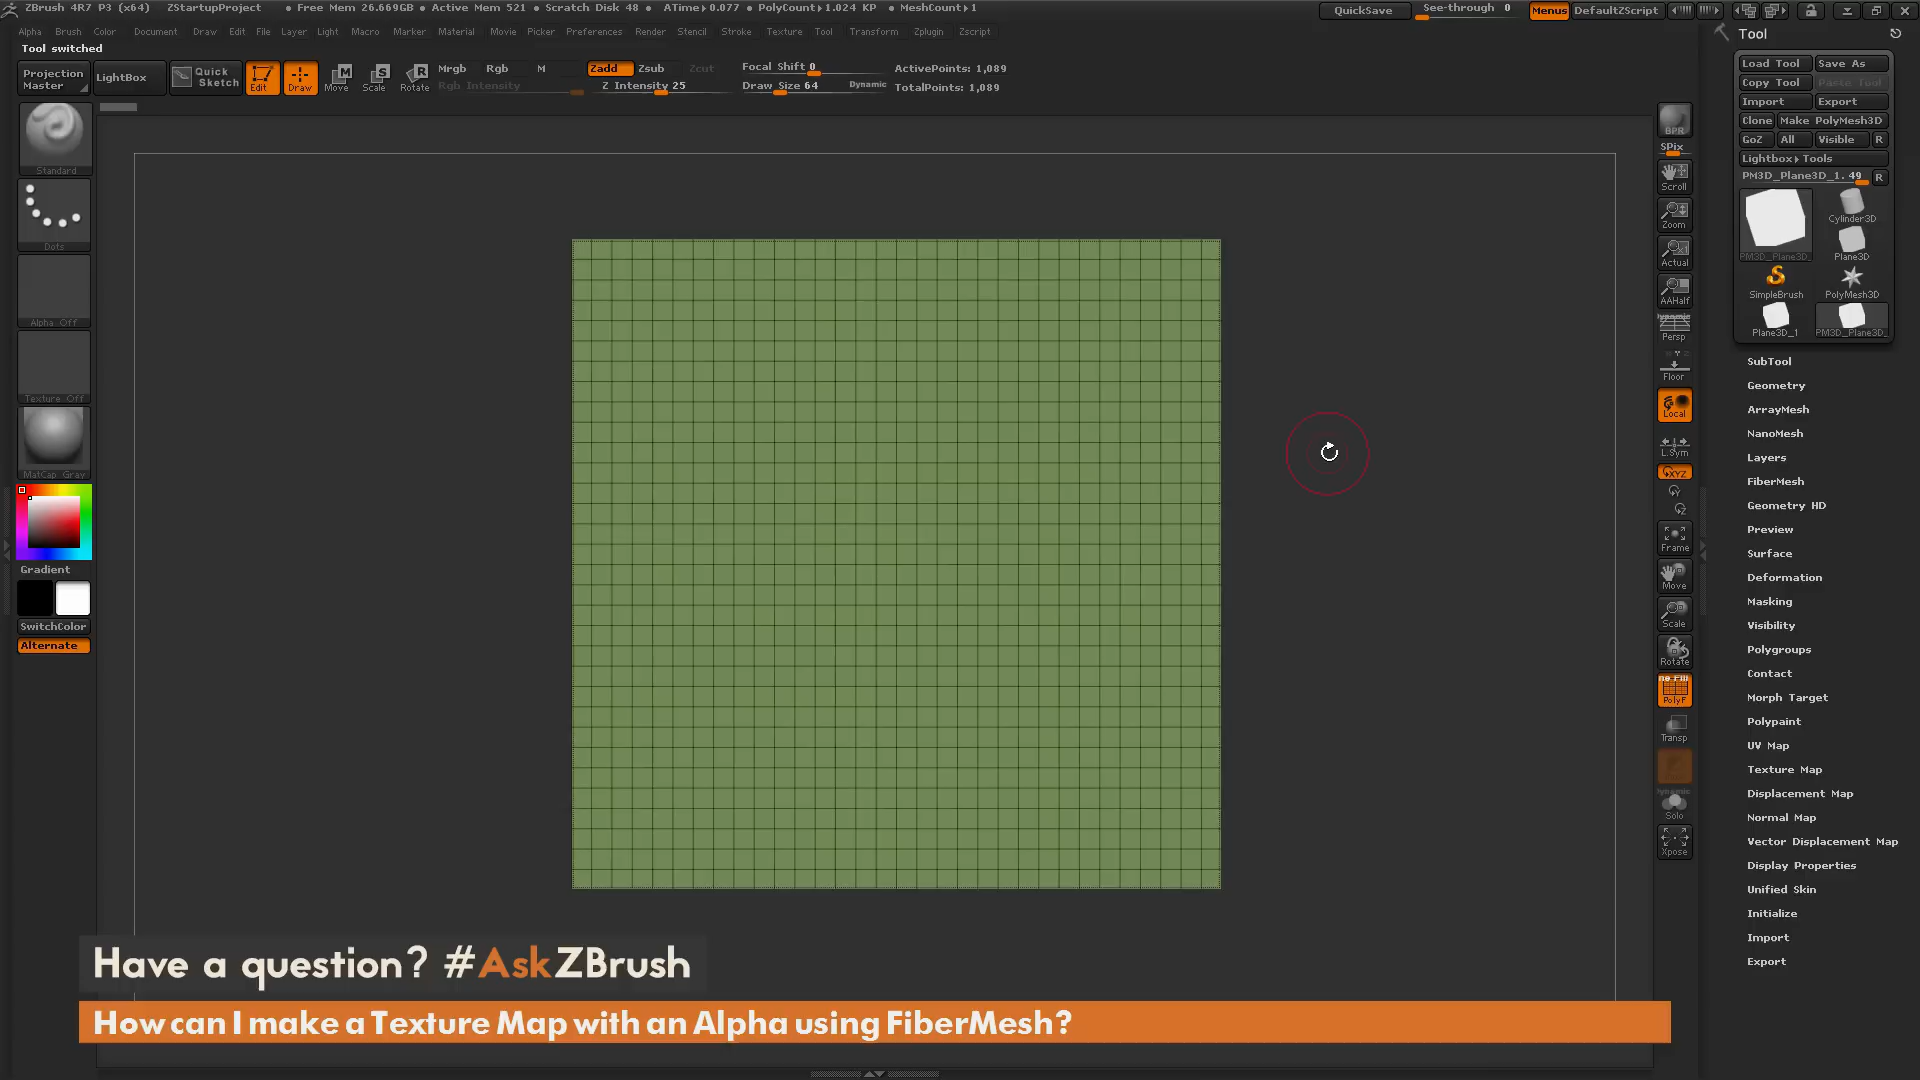 ZBrush 4R7 P3 (x64) ZStartupProject • Free Mem 26.669GB • Active Mem 521 • Scratch Disk 48 • ATime▸0.077 • PolyCount▸1.024 KP • MeshCount▸1 QuickSave See-through 0 Menus DefaultZScript
Alpha Brush Color Document Draw Edit File Layer Light Macro Marker Material Movie Picker Preferences Render Stencil Stroke Texture Tool Transform Zplugin Zscript
Tool switched
Projection Master
LightBox
Quick Sketch
Edit
Draw
Move
Scale
Rotate
Mrgb Rgb M
Rgb Intensity
Zadd Zsub Zcut
Z Intensity 25
Focal Shift 0
Draw Size 64 Dynamic
ActivePoints: 1,089
TotalPoints: 1,089
Standard
Dots
Alpha Off
Texture Off
MatCap Gray
Gradient
SwitchColor
Alternate
BPR
SPix
Scroll
Zoom
Actual
AAHalf
Dynamic
Persp
Floor
Local
L.Sym
XYZ
Frame
Move
Scale
Rotate
PolyF
Transp
Dynamic
Solo
Xpose
Tool
Load Tool Save As
Copy Tool Paste Tool
Import Export
Clone Make PolyMesh3D
GoZ All Visible R
Lightbox▸Tools
PM3D_Plane3D_1. 49 R
PM3D_Plane3D_
Cylinder3D
Plane3D
SimpleBrush
PolyMesh3D
Plane3D_1
PM3D_Plane3D_
SubTool
Geometry
ArrayMesh
NanoMesh
Layers
FiberMesh
Geometry HD
Preview
Surface
Deformation
Masking
Visibility
Polygroups
Contact
Morph Target
Polypaint
UV Map
Texture Map
Displacement Map
Normal Map
Vector Displacement Map
Display Properties
Unified Skin
Initialize
Import
Export
Have a question? #AskZBrush
How can I make a Texture Map with an Alpha using FiberMesh?